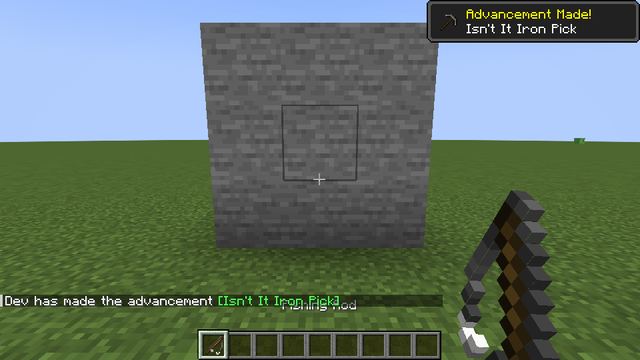 Advancement Made!
Isn't It Iron Pick
Dev has made the advancement [Isn't It Iron Pick]
Fishing Rod